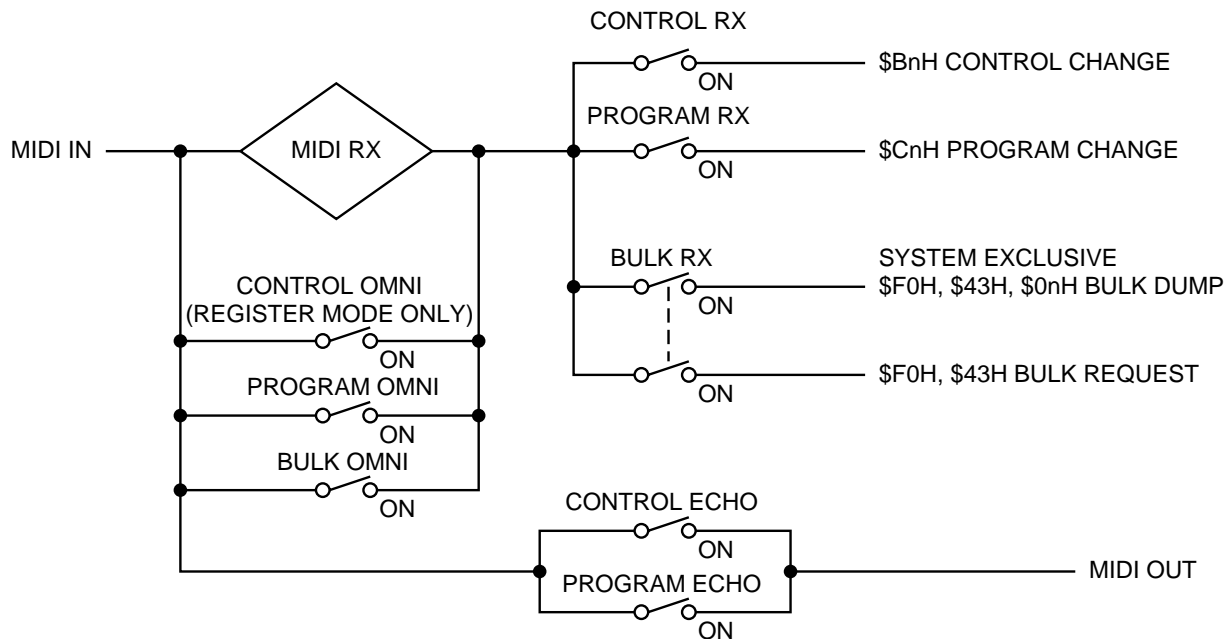 CONTROL RX
$BnH CONTROL CHANGE
ON
PROGRAM RX
MIDI IN
MIDI RX
$CnH PROGRAM CHANGE
ON
BULK RX
SYSTEM EXCLUSIVE
$F0H, $43H, $0nH BULK DUMP
ON
CONTROL OMNI
(REGISTER MODE ONLY)
ON
$F0H, $43H BULK REQUEST
ON
PROGRAM OMNI
ON
BULK OMNI
ON
CONTROL ECHO
ON
MIDI OUT
PROGRAM ECHO
ON